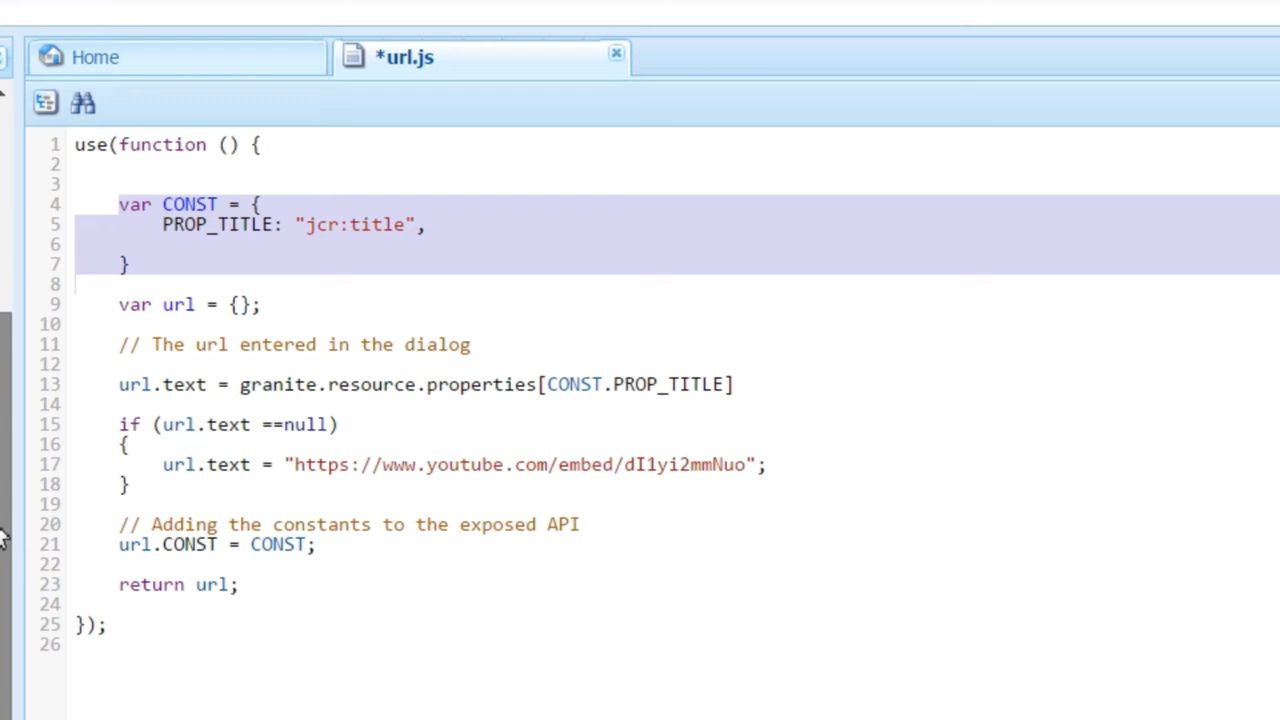 Home
*url.js
1 use(function () {
2
3
4 var CONST = {
5 PROP_TITLE: "jcr:title",
6
7 }
8
9 var url = {};
10
11 // The url entered in the dialog
12
13 url.text = granite.resource.properties[CONST.PROP_TITLE]
14
15 if (url.text ==null)
16 {
17 url.text = "https://www.youtube.com/embed/dI1yi2mmNuo";
18 }
19
20 // Adding the constants to the exposed API
21 url.CONST = CONST;
22
23 return url;
24
25 });
26